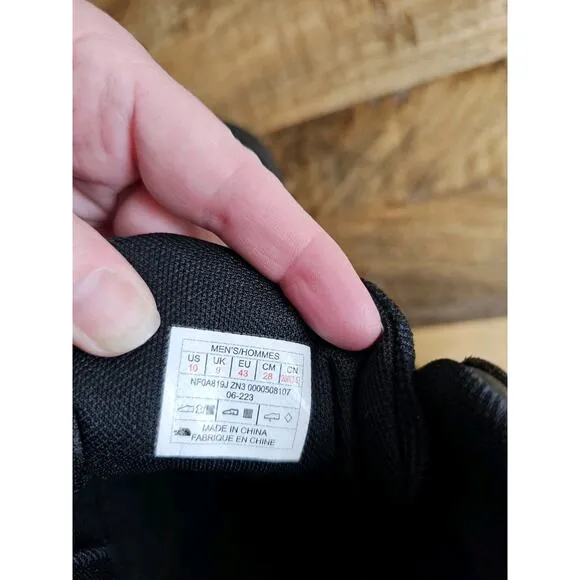 MEN'S/HOMMES
US UK EU CM CN
10 9 43 28
NF0A819J ZN3 0000508107
06-223
MADE IN CHINA
FABRIQUE EN CHINE